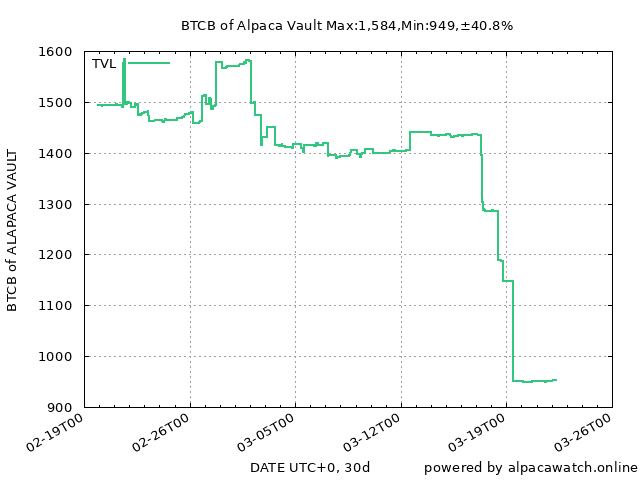 BTCB of Alpaca Vault Max:1,584,Min:949,±40.8%
TVL
1600
1500
1400
1300
1200
1100
1000
900
BTCB of ALAPACA VAULT
02-19T00
02-26T00
03-05T00
03-12T00
03-19T00
03-26T00
DATE UTC+0, 30d
powered by alpacawatch.online